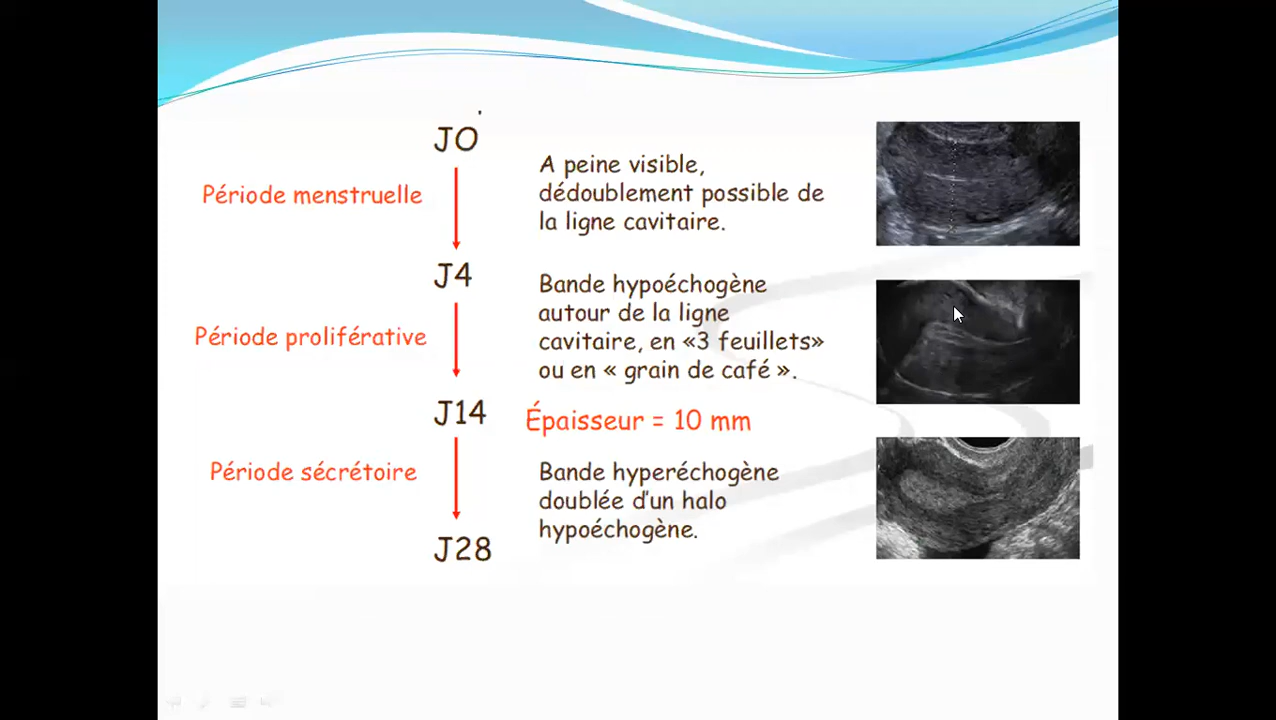 JO
Période menstruelle
A peine visible,
dédoublement possible de
la ligne cavitaire.
J4
Période proliférative
Bande hypoéchogène
autour de la ligne
cavitaire, en «3 feuillets»
ou en « grain de café ».
J14
Épaisseur = 10 mm
Période sécrétoire
Bande hyperéchogène
doublée d'un halo
hypoéchogène.
J28